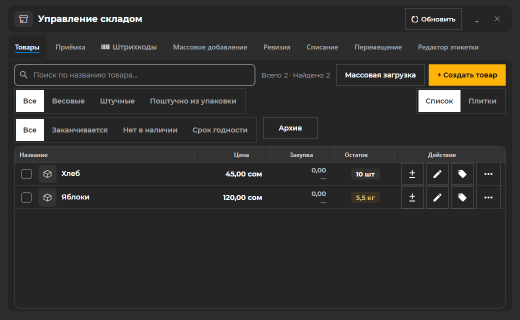 Управление складом
Обновить
Товары Приёмка Штрихкоды Массовое добавление Ревизия Списание Перемещение Редактор этикетки
Поиск по названию товара... Всего: 2 · Найдено: 2 Массовая загрузка + Создать товар
Все Весовые Штучные Поштучно из упаковки Список Плитки
Все Заканчивается Нет в наличии Срок годности Архив
Название Цена Закупка Остаток Действия
Хлеб 45,00 сом 0,00 10 шт
—
Яблоки 120,00 сом 0,00 5,5 кг
—